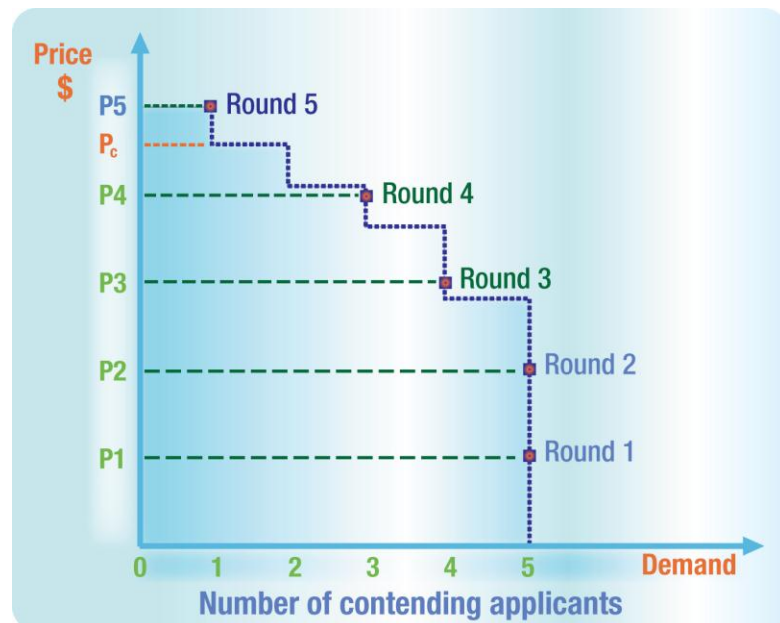 Price
$
P5
Round 5
Pc
P4
Round 4
P3
Round 3
P2
Round 2
P1
Round 1
0 1 2 3 4 5 Demand
Number of contending applicants